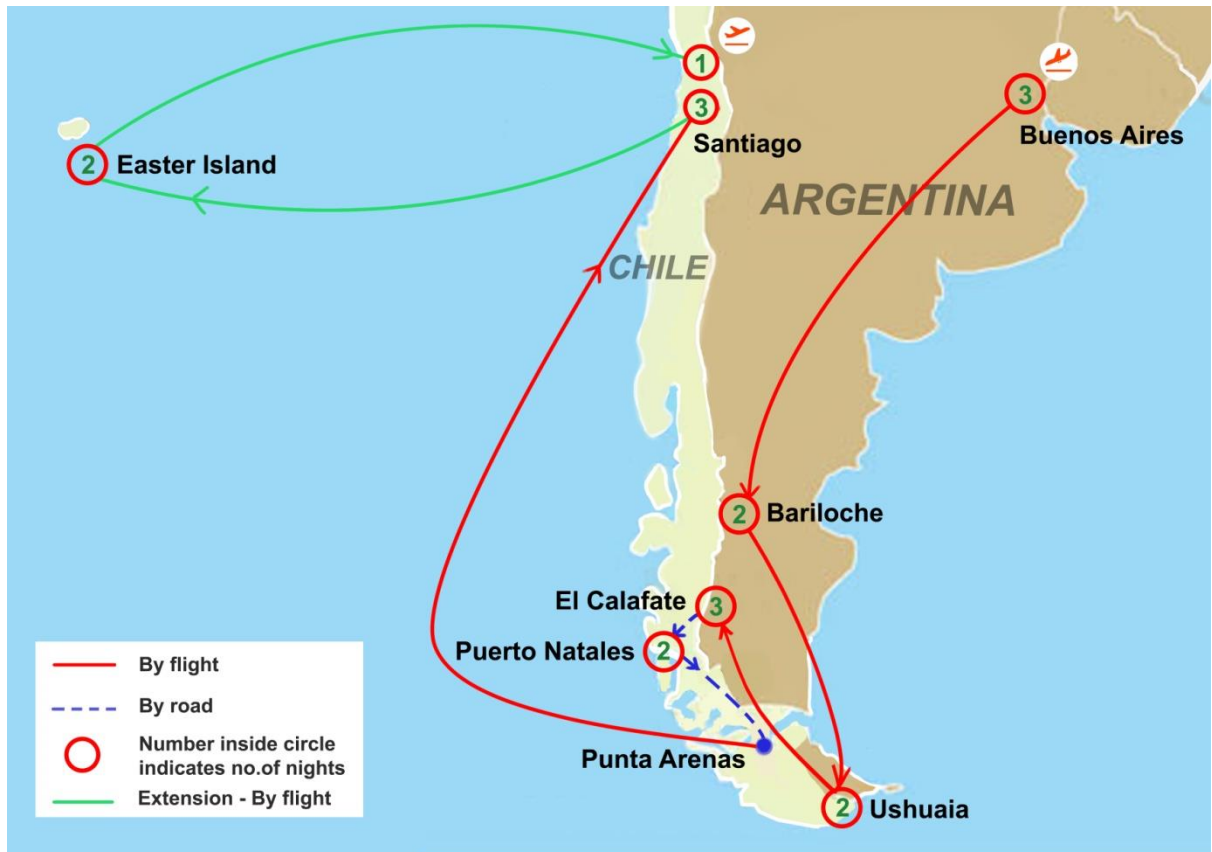 1
3
3
Santiago
Buenos Aires
2
Easter Island
ARGENTINA
CHILE
2
Bariloche
El Calafate
3
Puerto Natales
2
Punta Arenas
2
Ushuaia
By flight
By road
Number inside circle
indicates no.of nights
Extension - By flight